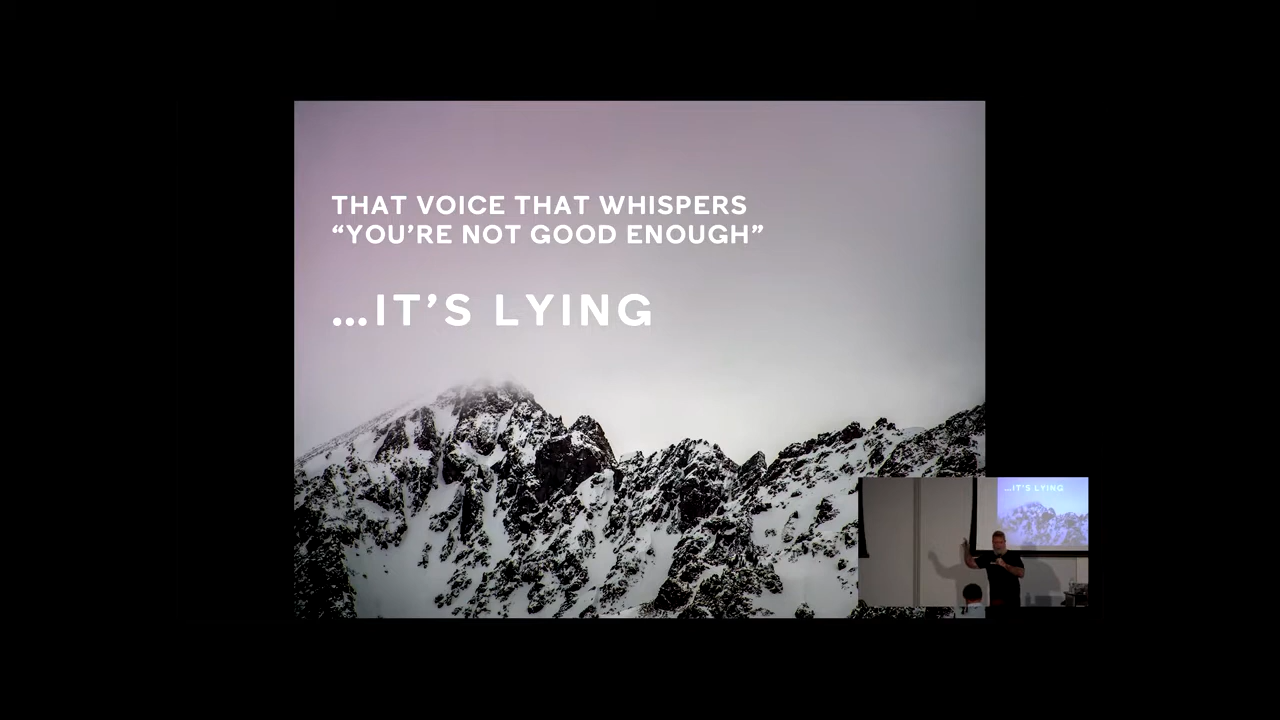 THAT VOICE THAT WHISPERS
“YOU’RE NOT GOOD ENOUGH”
...IT’S LYING
...IT’S LYING